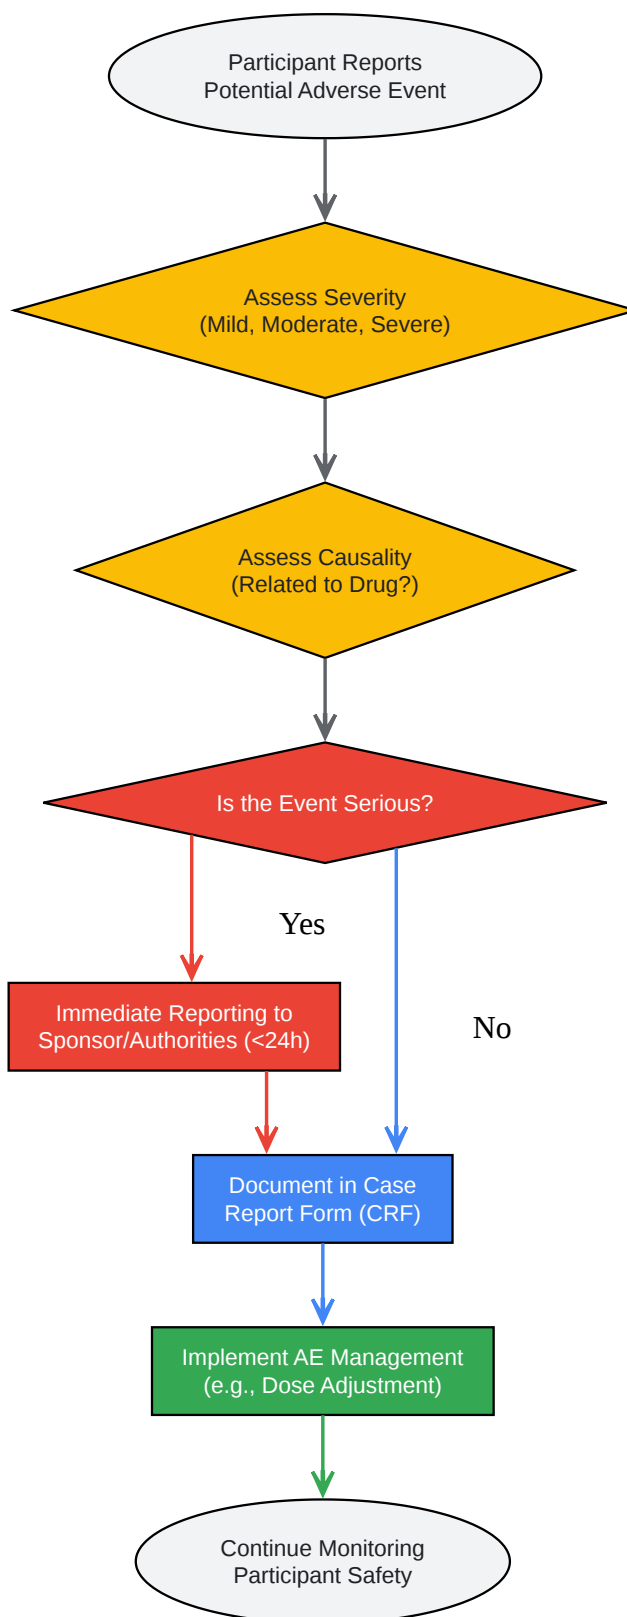 Participant Reports
Potential Adverse Event
Assess Severity
(Mild, Moderate, Severe)
Assess Causality
(Related to Drug?)
Is the Event Serious?
Yes
Immediate Reporting to
Sponsor/Authorities (<24h)
No
Document in Case
Report Form (CRF)
Implement AE Management
(e.g., Dose Adjustment)
Continue Monitoring
Participant Safety